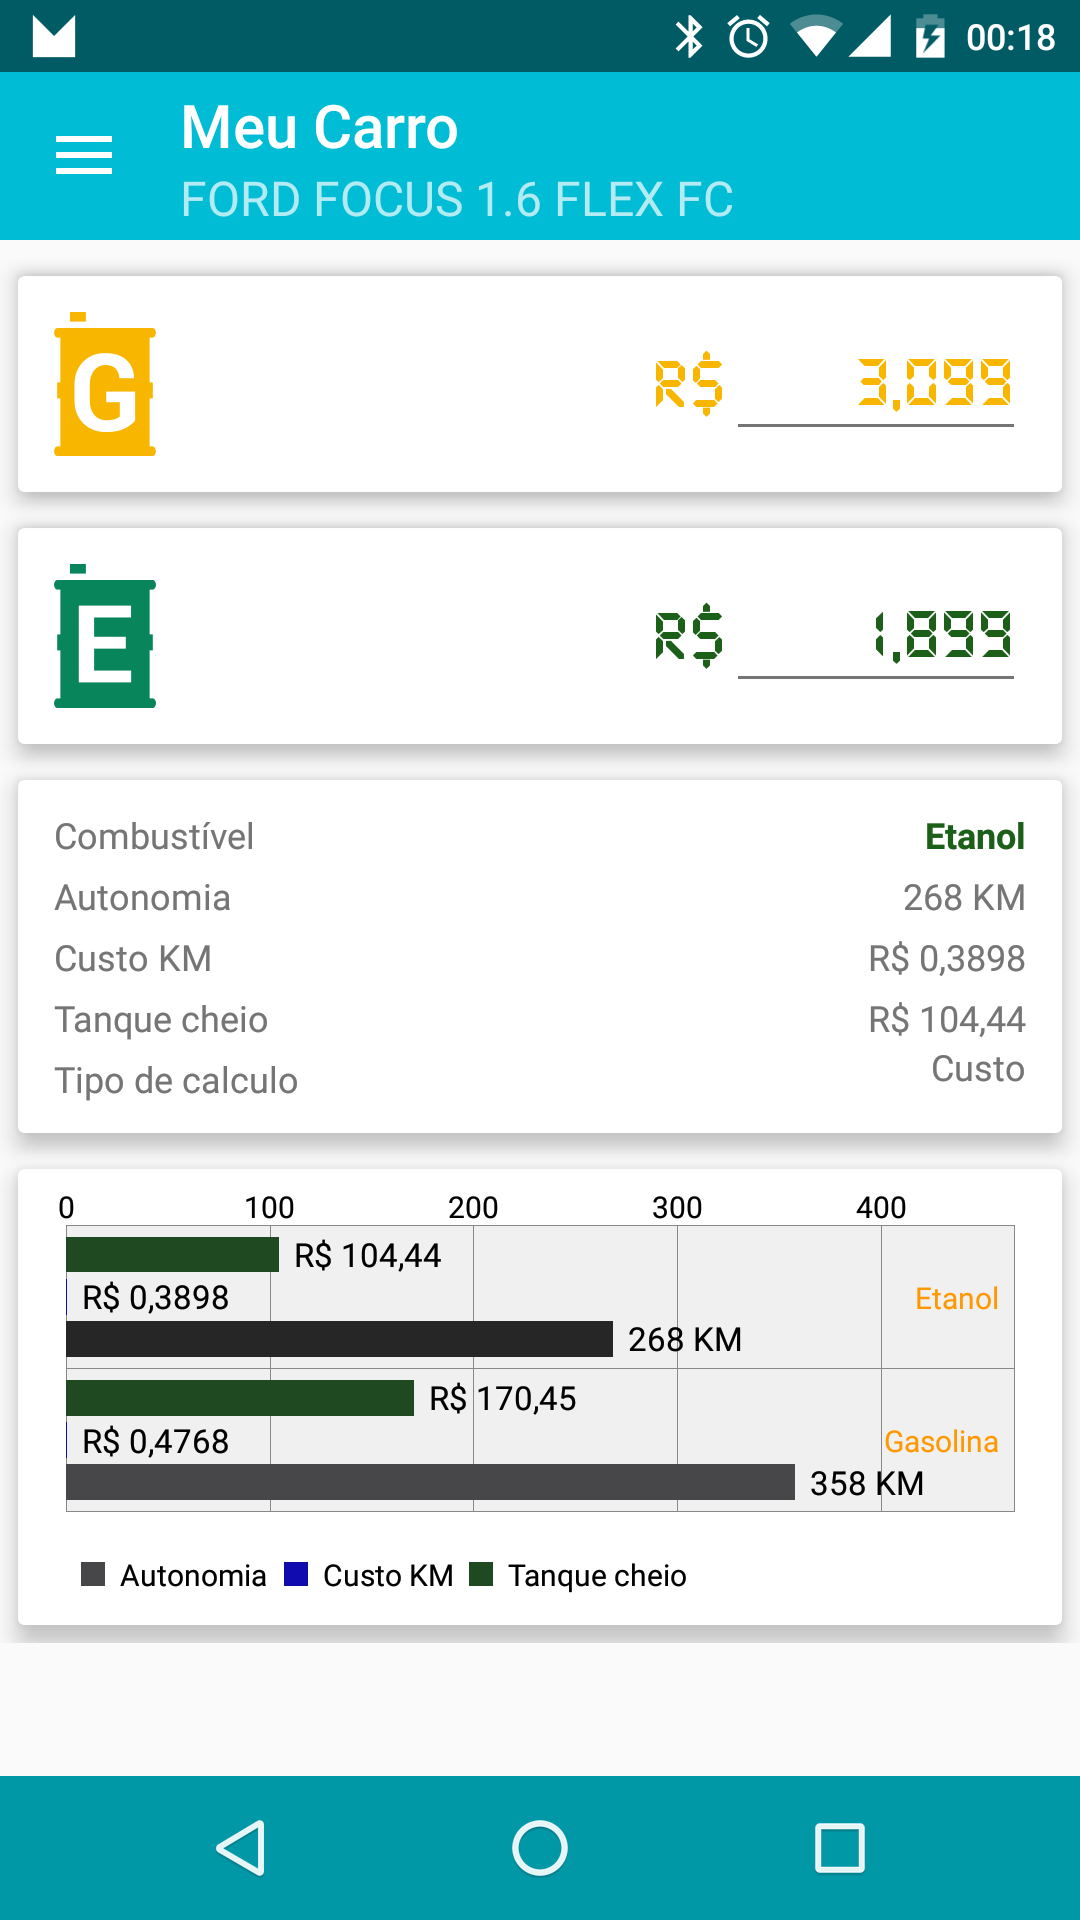 00:18
Meu Carro
FORD FOCUS 1.6 FLEX FC
G R$ 3,099
E R$ 1,899
Combustível Etanol
Autonomia 268 KM
Custo KM R$ 0,3898
Tanque cheio R$ 104,44
Tipo de calculo Custo
0 100 200 300 400
R$ 104,44
R$ 0,3898 Etanol
268 KM
R$ 170,45
R$ 0,4768 Gasolina
358 KM
Autonomia Custo KM Tanque cheio